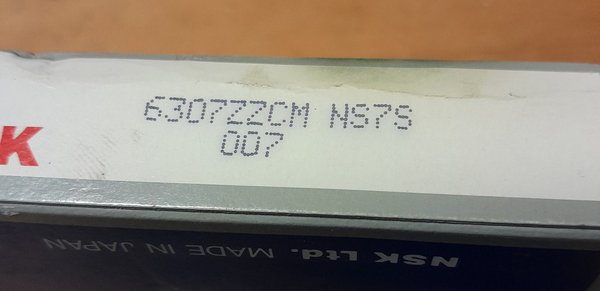 6307ZZCM NS7S
007
K
NSK Ltd. MADE IN JAPAN